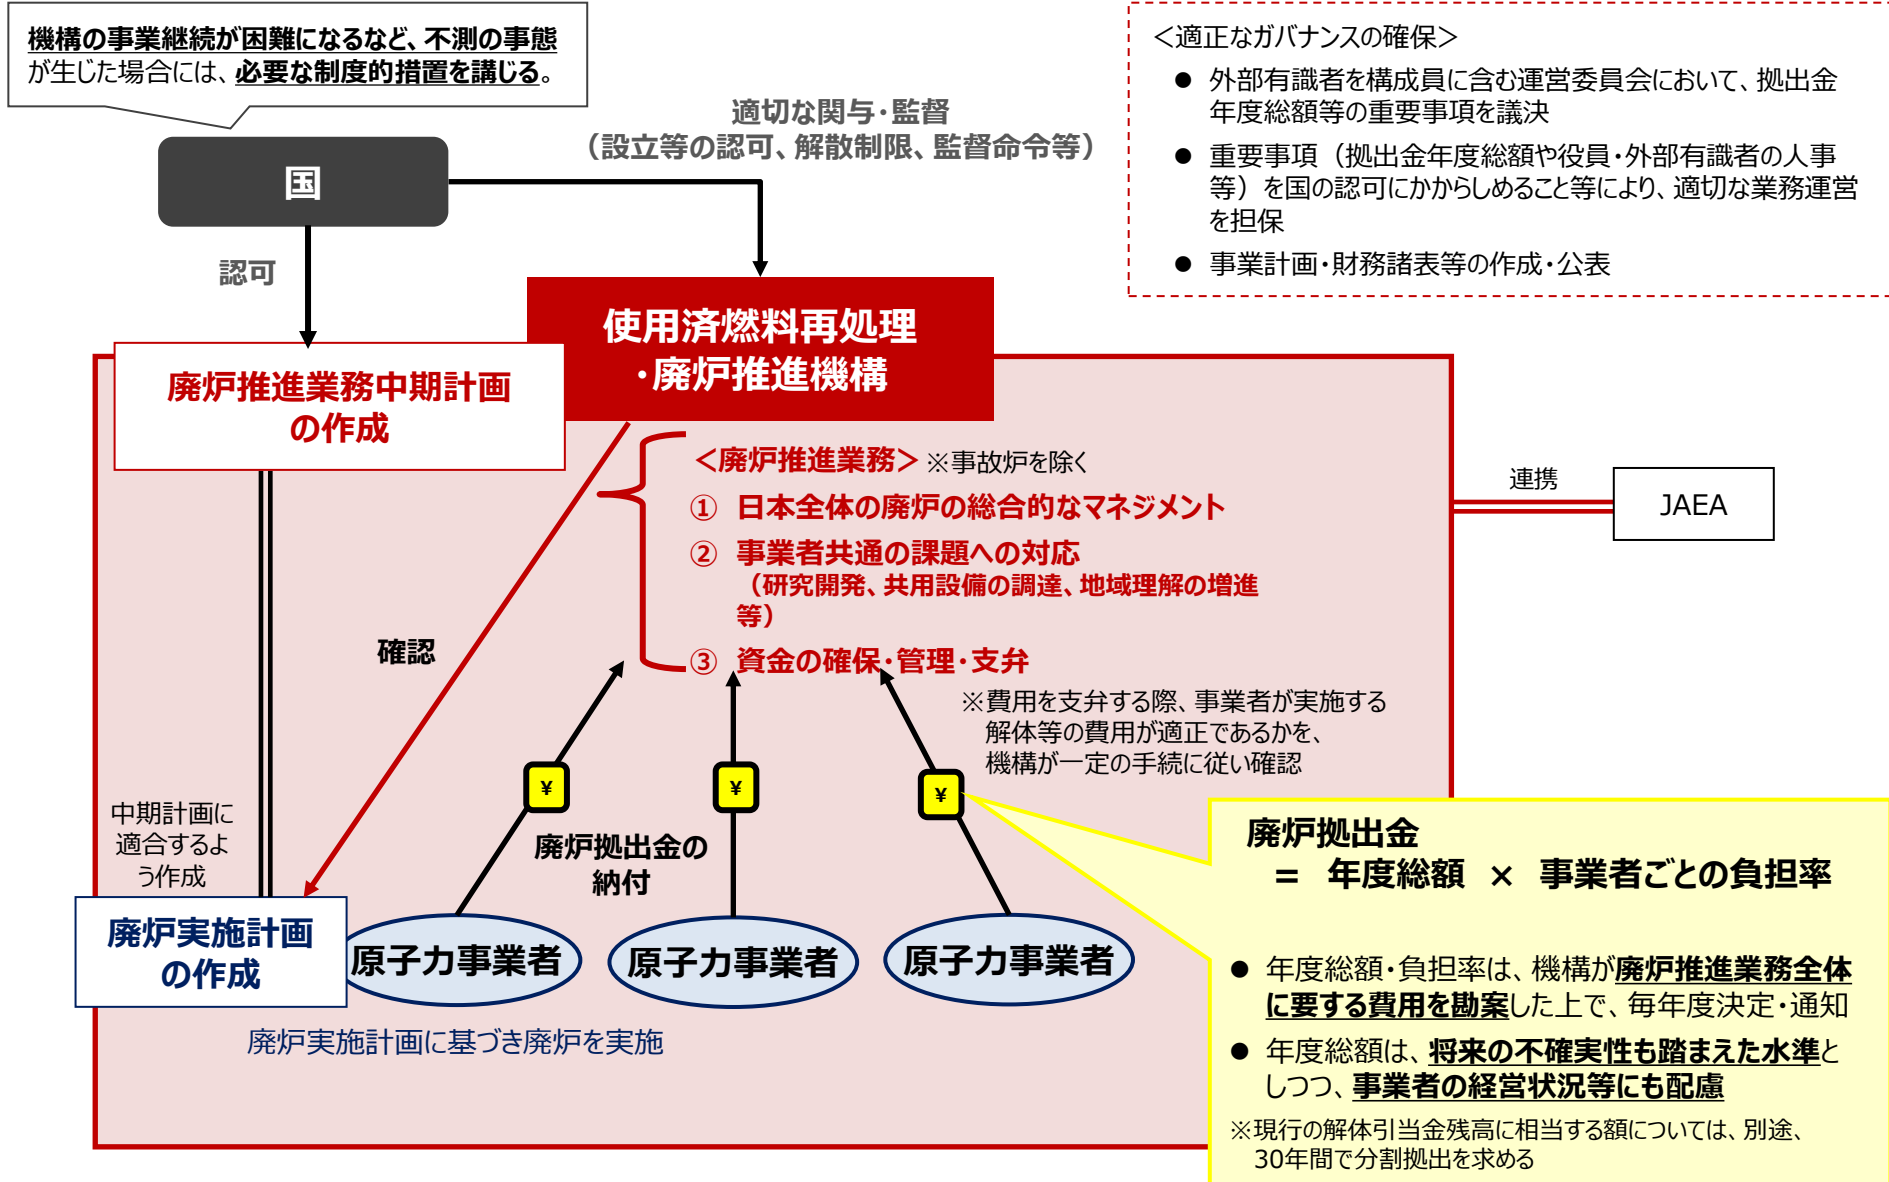 機構の事業継続が困難になるなど、不測の事態
が生じた場合には、必要な制度的措置を講じる。
国
適切な関与・監督
（設立等の認可、解散制限、監督命令等）
＜適正なガバナンスの確保＞
● 外部有識者を構成員に含む運営委員会において、拠出金
年度総額等の重要事項を議決
● 重要事項（拠出金年度総額や役員・外部有識者の人事
等）を国の認可にかからしめること等により、適切な業務運営
を担保
● 事業計画・財務諸表等の作成・公表
認可
使用済燃料再処理
・廃炉推進機構
廃炉推進業務中期計画
の作成
＜廃炉推進業務＞ ※事故炉を除く
① 日本全体の廃炉の総合的なマネジメント
② 事業者共通の課題への対応
（研究開発、共用設備の調達、地域理解の増進
等）
③ 資金の確保・管理・支弁
※費用を支弁する際、事業者が実施する
解体等の費用が適正であるかを、
機構が一定の手続に従い確認
連携
JAEA
確認
中期計画に
適合するよ
う作成
¥
¥
¥
廃炉拠出金の
納付
廃炉実施計画
の作成
原子力事業者
原子力事業者
原子力事業者
廃炉実施計画に基づき廃炉を実施
廃炉拠出金
＝ 年度総額 × 事業者ごとの負担率
● 年度総額・負担率は、機構が廃炉推進業務全体
に要する費用を勘案した上で、毎年度決定・通知
● 年度総額は、将来の不確実性も踏まえた水準と
しつつ、事業者の経営状況等にも配慮
※現行の解体引当金残高に相当する額については、別途、
30年間で分割拠出を求める